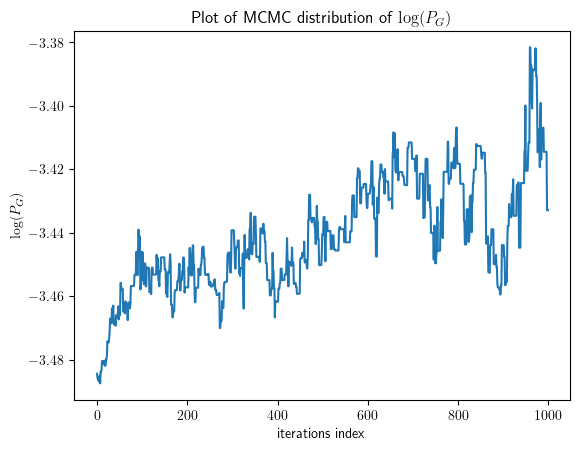 Plot of MCMC distribution of log(P_G)
log(P_G)
−3.38
−3.40
−3.42
−3.44
−3.46
−3.48
0 200 400 600 800 1000
iterations index